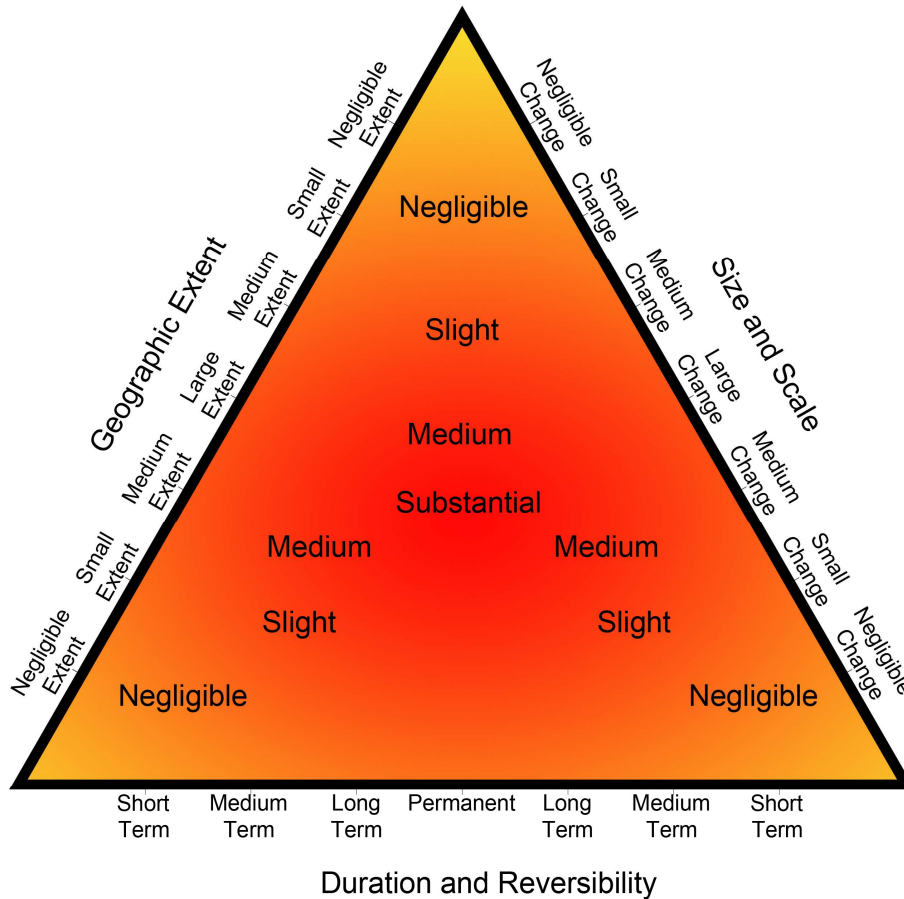 Geographic Extent
Negligible
Extent
Small
Extent
Medium
Extent
Large
Extent
Medium
Extent
Small
Extent
Negligible
Extent
Negligible
Change
Small
Change
Medium
Change
Large
Change
Medium
Change
Small
Change
Negligible
Change
Size and Scale
Negligible
Slight
Medium
Substantial
Medium
Medium
Slight
Slight
Negligible
Negligible
Short
Term
Medium
Term
Long
Term
Permanent
Long
Term
Medium
Term
Short
Term
Duration and Reversibility